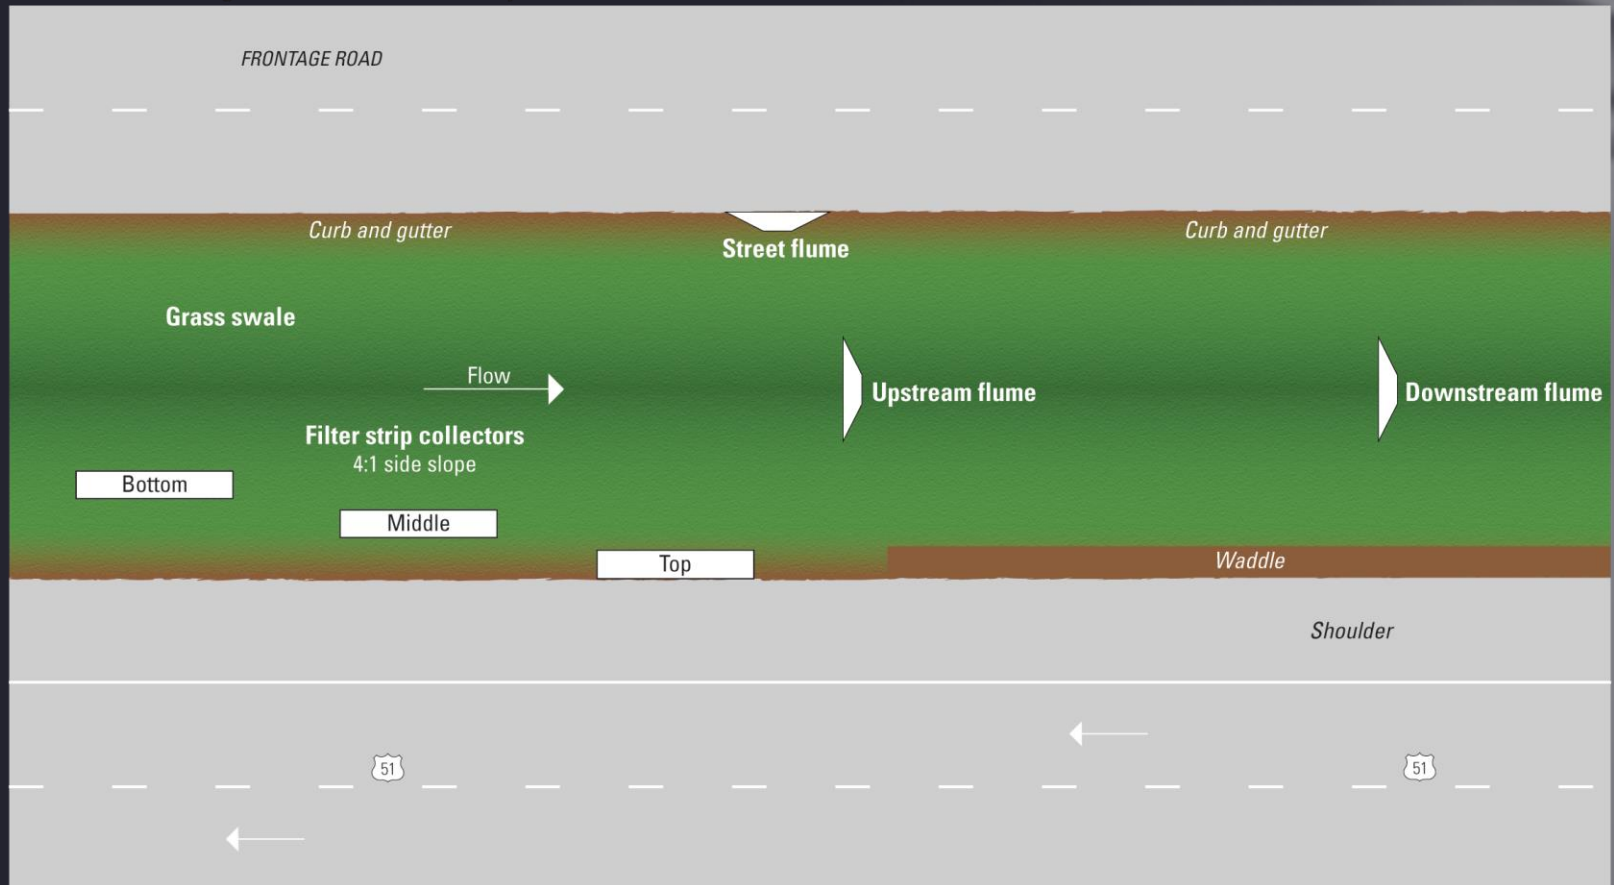 FRONTAGE ROAD
Curb and gutter
Curb and gutter
Street flume
Grass swale
Flow
Upstream flume
Downstream flume
Filter strip collectors
4:1 side slope
Bottom
Middle
Top
Waddle
Shoulder
51
51